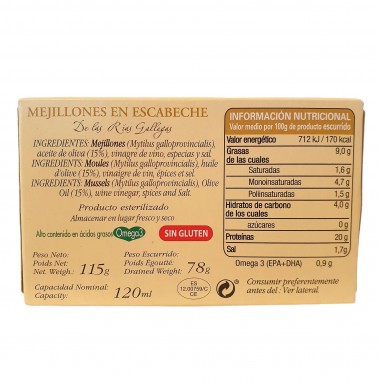 MEJILLONES EN ESCABECHE
De las Rías Gallegas
INGREDIENTES: Mejillones (Mytilus galloprovincialis),
aceite de oliva (15%), vinagre de vino, especias y sal.
INGRÉDIENTS: Moules (Mytilus galloprovincialis), huile
d'olive (15%), vinaigre de vin, épices et sel.
INGREDIENTS: Mussels (Mytilus galloprovincialis), Olive
Oil (15%), wine vinegar, spices and Salt.
Producto esterilizado
Almacenar en lugar fresco y seco
Alto contenido en ácidos grasos Omega3
SIN GLUTEN
Peso Neto:
Poids Net:
Net Weigh.: 115g
Peso Escurrido:
Poids Egoutté:
Drained Weight: 78g
Capacidad Nominal:
Capacity: 120ml
ES
12.00759/C
CE
INFORMACIÓN NUTRICIONAL
Valor medio por 100g de producto escurrido
Valor energético 712 kJ / 170 kcal
Grasas 9,0 g
de las cuales
Saturadas 1,6 g
Monoinsaturadas 4,7 g
Poliinsaturadas 1,5 g
Hidratos de carbono 4,0 g
de los cuales
azúcares 0 g
Proteínas 20 g
Sal 1,7g
Omega 3 (EPA+DHA) 0,9 g
Consumir preferentemente
antes del : Ver lateral.